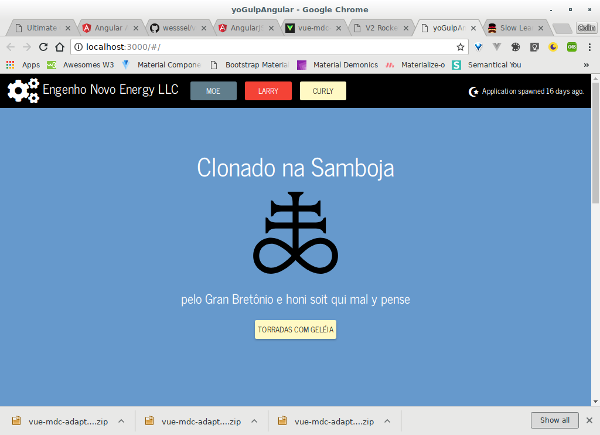 yoGulpAngular - Google Chrome
Ultimate
Angular
wessselv
AngularJS
vue-mdc
V2 Rocke
yoGulpAngular
Slow Lea
localhost:3000/#/
Apps Awesomes W3 Material Compone Bootstrap Material Material Demonics Materialize-o Semantical You
Engenho Novo Energy LLC MOE LARRY CURLY Application spawned 16 days ago.
Clonado na Samboja
pelo Gran Bretônio e honi soit qui mal y pense
TORRADAS COM GELÉIA
vue-mdc-adapt....zip vue-mdc-adapt....zip vue-mdc-adapt....zip Show all